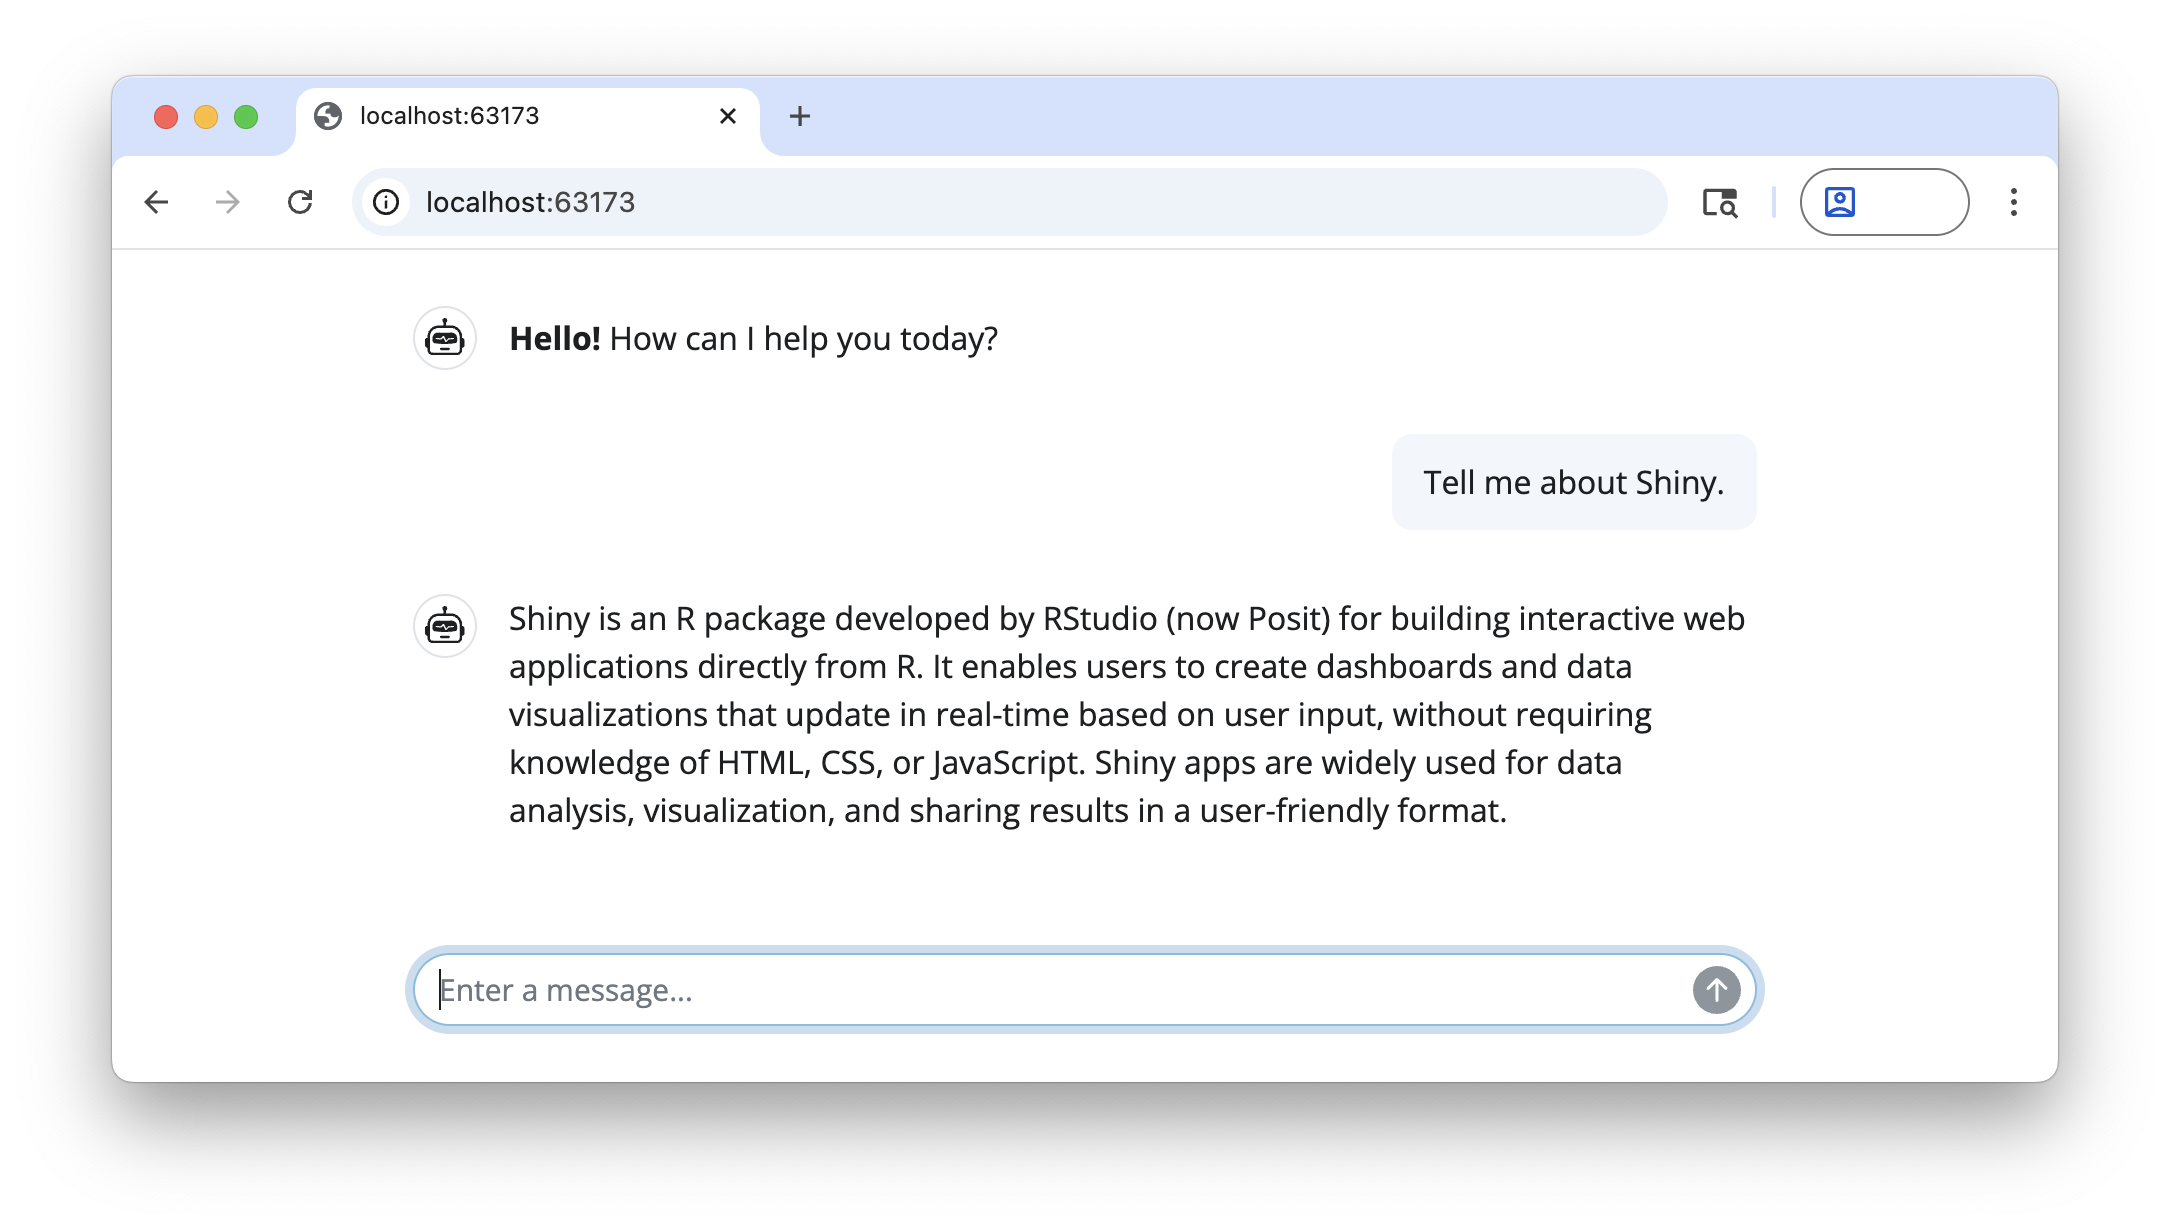 localhost:63173
localhost:63173
Hello! How can I help you today?
Tell me about Shiny.
Shiny is an R package developed by RStudio (now Posit) for building interactive web
applications directly from R. It enables users to create dashboards and data
visualizations that update in real-time based on user input, without requiring
knowledge of HTML, CSS, or JavaScript. Shiny apps are widely used for data
analysis, visualization, and sharing results in a user-friendly format.
Enter a message...